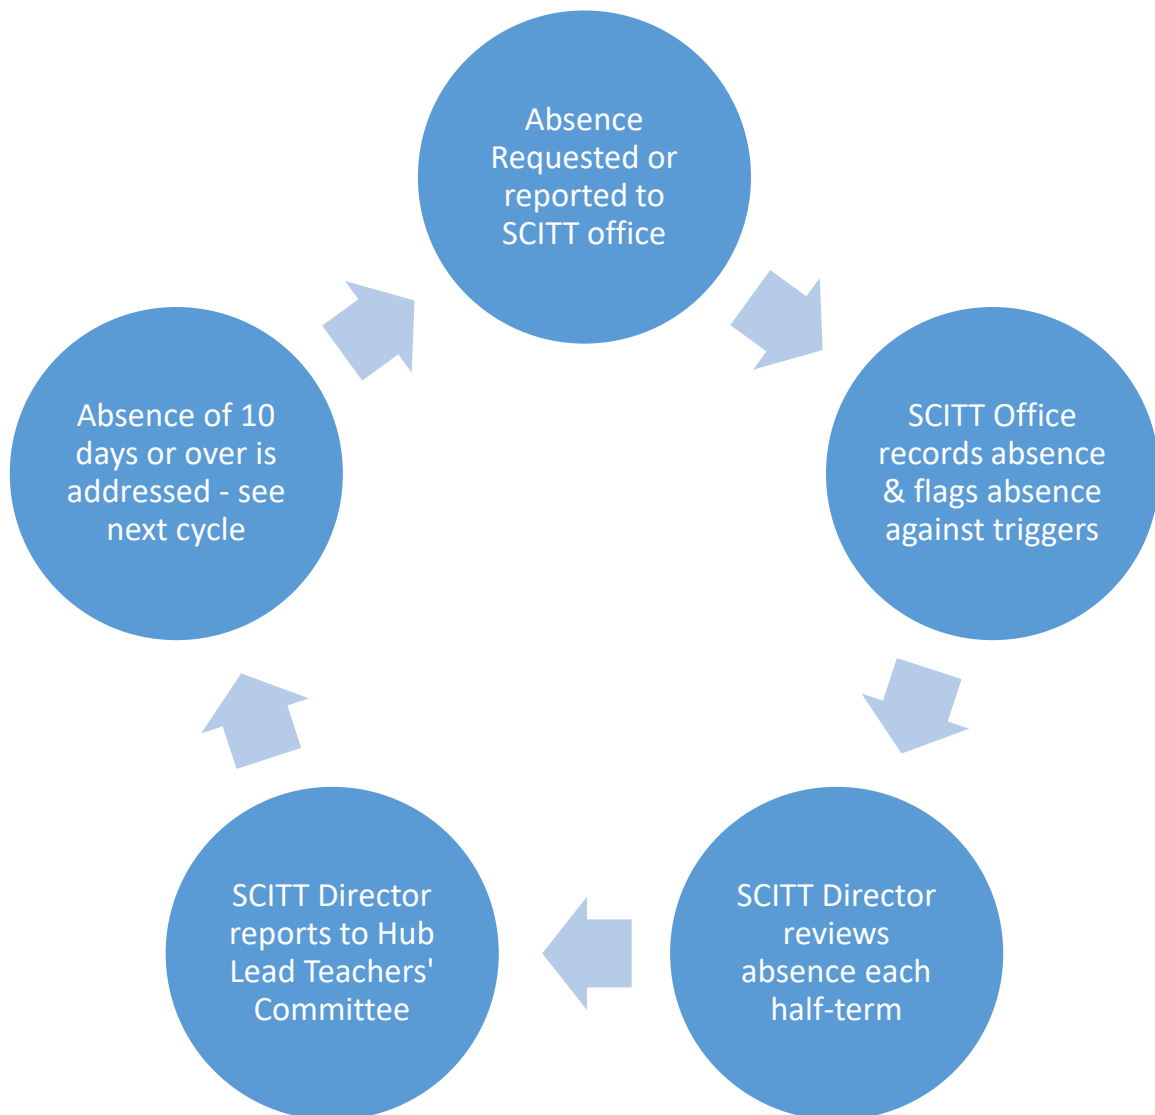 Absence
Requested or
reported to
SCITT office
SCITT Office
records absence
& flags absence
against triggers
SCITT Director
reviews
absence each
half-term
SCITT Director
reports to Hub
Lead Teachers'
Committee
Absence of 10
days or over is
addressed - see
next cycle